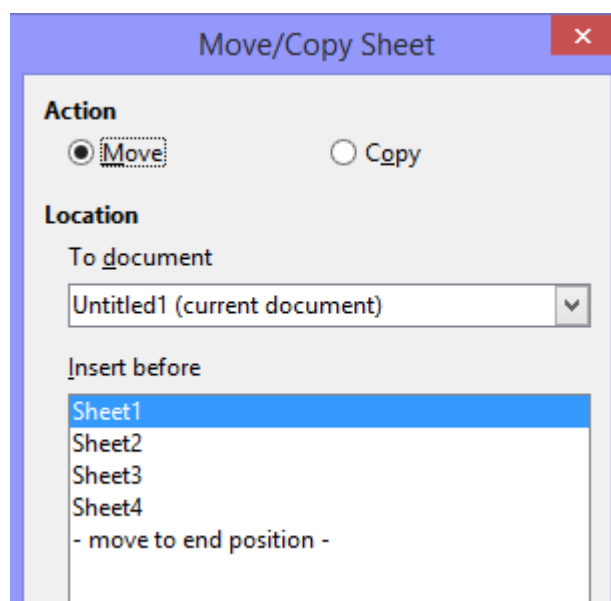 Move/Copy Sheet
Action
Move
Copy
Location
To document
Untitled1 (current document)
Insert before
Sheet1
Sheet2
Sheet3
Sheet4
- move to end position -